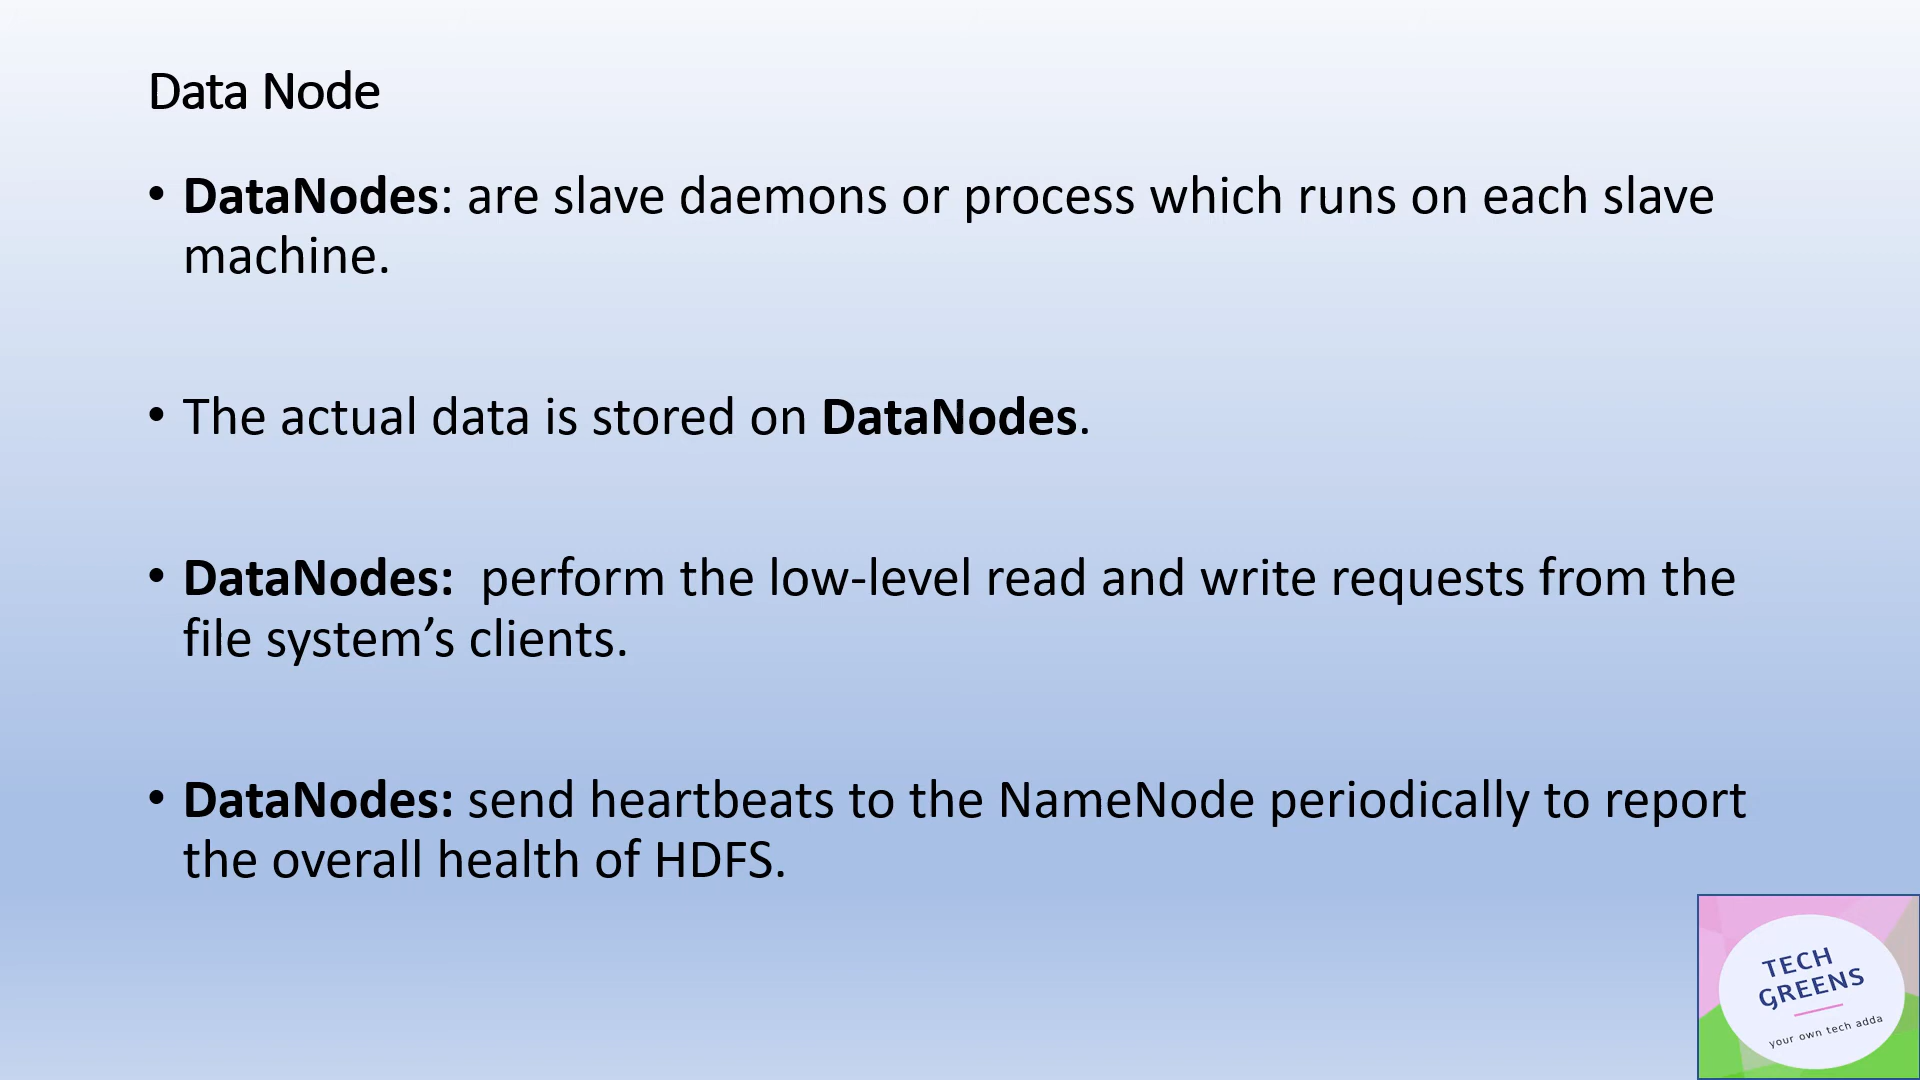 Data Node
• DataNodes: are slave daemons or process which runs on each slave
machine.
• The actual data is stored on DataNodes.
• DataNodes:  perform the low-level read and write requests from the
file system’s clients.
• DataNodes: send heartbeats to the NameNode periodically to report
the overall health of HDFS.
TECH
GREENS
your own tech adda